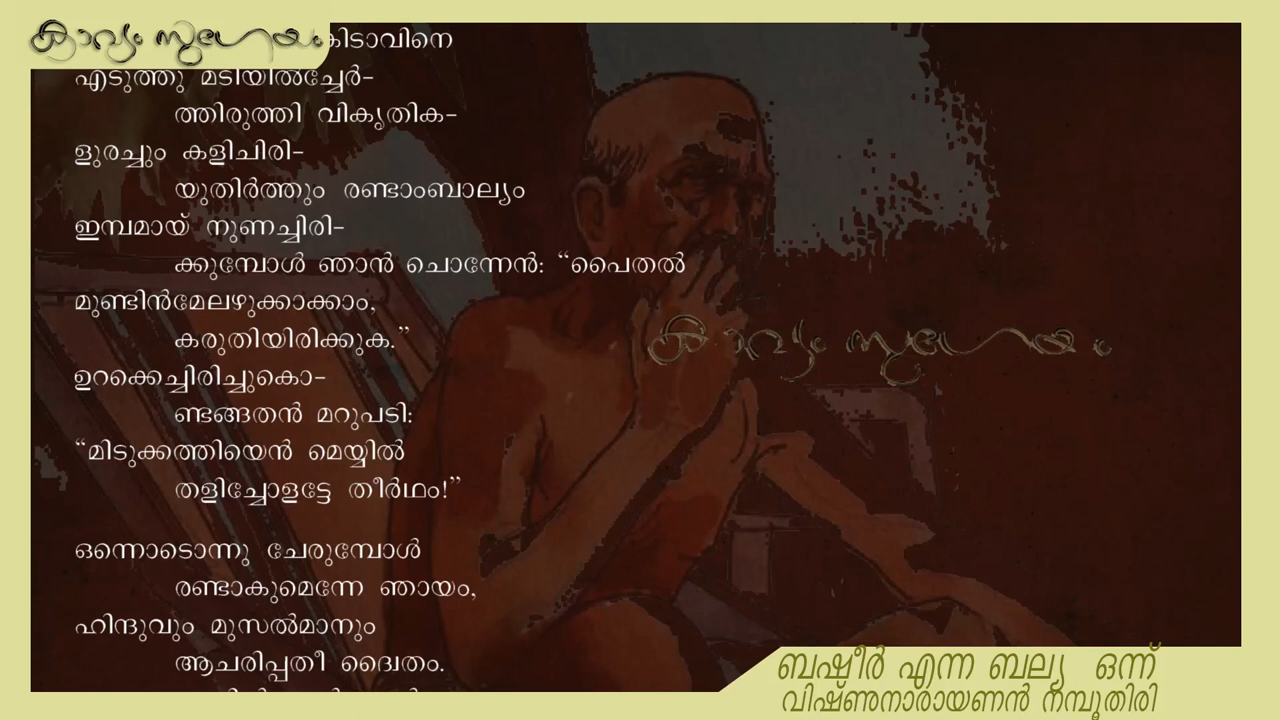 കാവ്യം സുഗേയം
കിടാവിനെ
എടുത്തു മടിയിൽച്ചേർ–
ത്തിരുത്തി വികൃതിക–
ളുരച്ചും കളിചിരി–
യുതിർത്തും രണ്ടാംബാല്യം
ഇമ്പമായ് നുണച്ചിരി–
ക്കുമ്പോൾ ഞാൻ ചൊന്നേൻ: “പൈതൽ
മുണ്ടിൻമേലഴുക്കാക്കാം,
കരുതിയിരിക്കുക.”
ഉറക്കെച്ചിരിച്ചുകൊ–
ണ്ടങ്ങതൻ മറുപടി:
“മിടുക്കത്തിയെൻ മെയ്യിൽ
തളിച്ചോളട്ടേ തീർഥം!”
ഒന്നൊടൊന്നു ചേരുമ്പോൾ
രണ്ടാകുമെന്നേ ഞായം,
ഹിന്ദുവും മുസൽമാനും
ആചരിപ്പതീ ദ്വൈതം.
കാവ്യം സുഗേയം
ബഷീർ എന്ന ബല്യ ഒന്ന്
വിഷ്ണുനാരായണൻ നമ്പൂതിരി